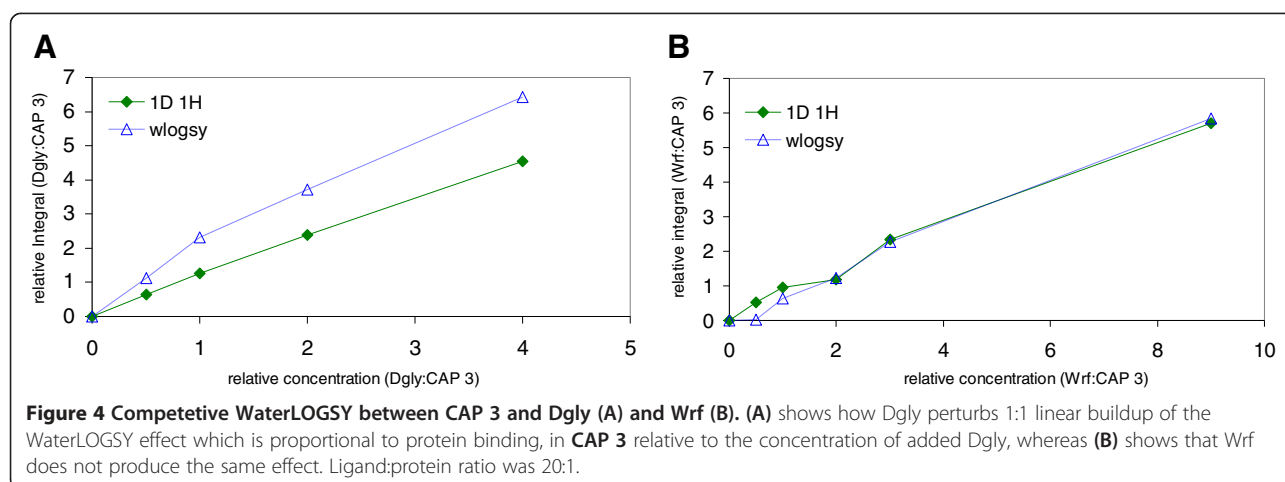 A
7
6
5
4
3
2
1
0
0 1 2 3 4 5
relative Integral (Dgly:CAP 3)
1D 1H
wlogsy
relative concentration (Dgly:CAP 3)
B
7
6
5
4
3
2
1
0
0 2 4 6 8 10
relative integral (Wrf:CAP 3)
1D 1H
wlogsy
relative concentration (Wrf:CAP 3)
Figure 4 Competetive WaterLOGSY between CAP 3 and Dgly (A) and Wrf (B). (A) shows how Dgly perturbs 1:1 linear buildup of the
WaterLOGSY effect which is proportional to protein binding, in CAP 3 relative to the concentration of added Dgly, whereas (B) shows that Wrf
does not produce the same effect. Ligand:protein ratio was 20:1.